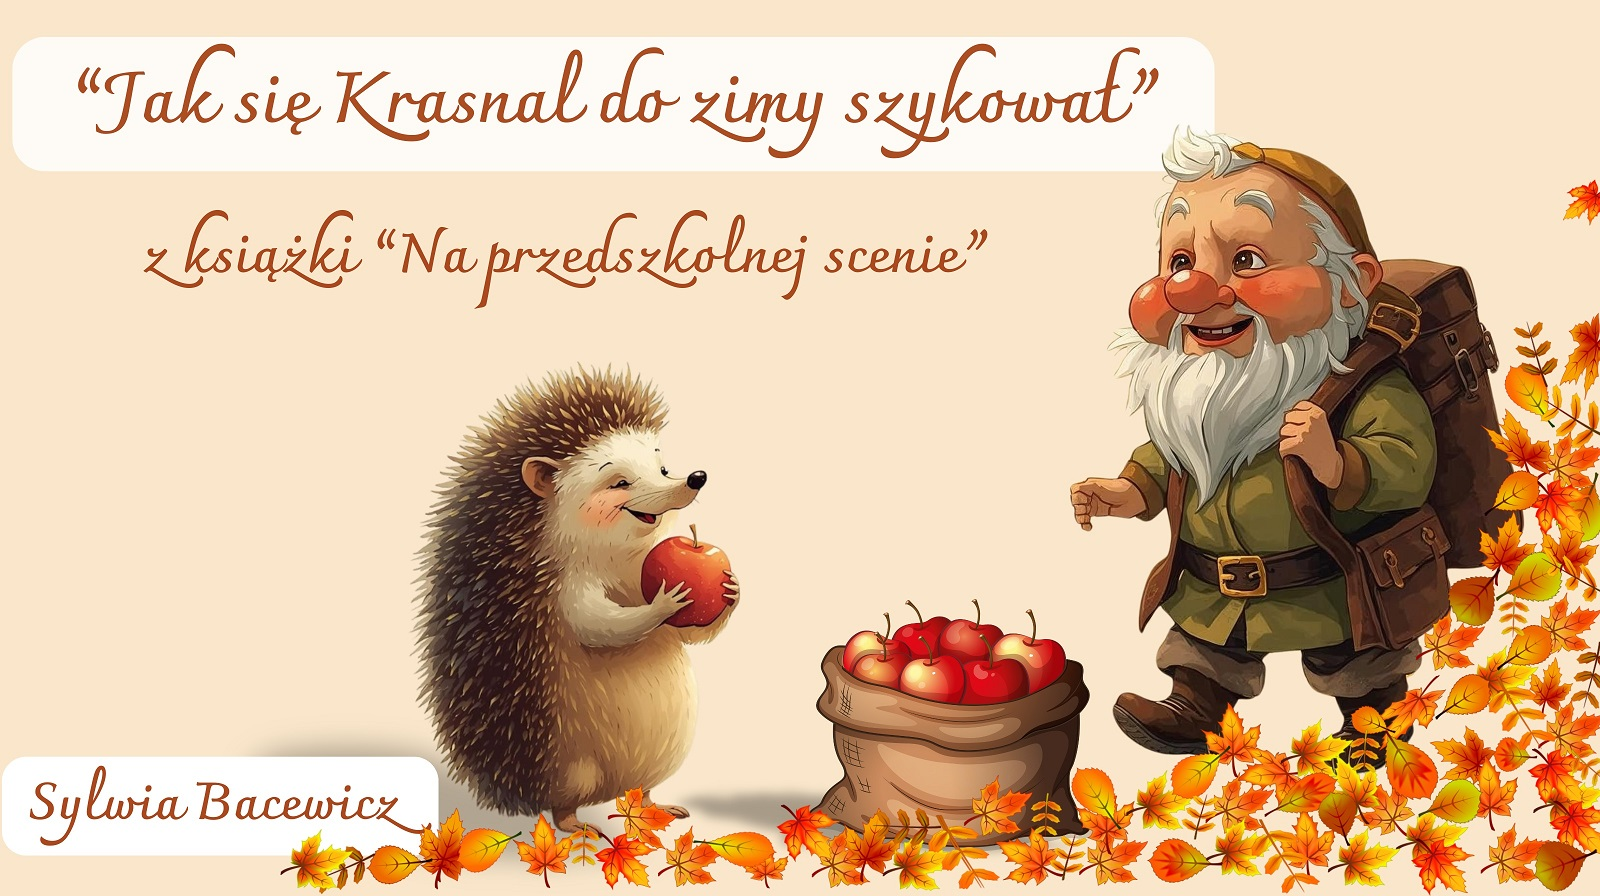 “Jak się Krasnal do zimy szykował”
z książki “Na przedszkolnej scenie”
Sylwia Bacewicz